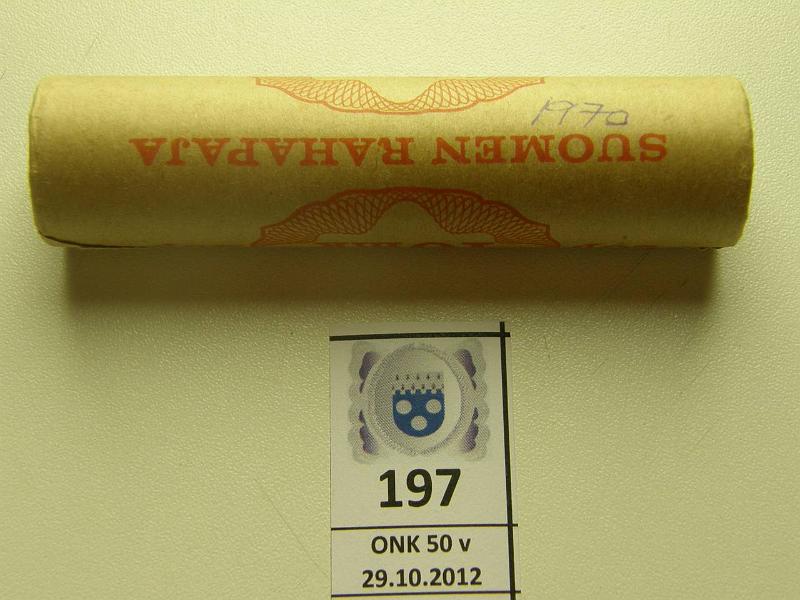 1970
SUOMEN RAHAPAJA
197
ONK 50 v
29.10.2012